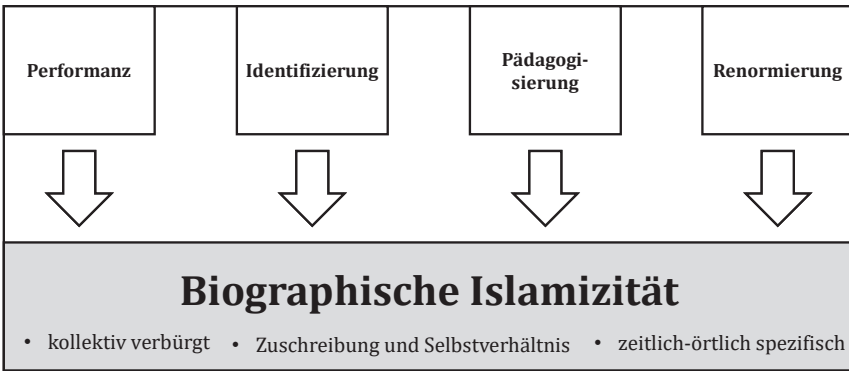 Performanz
Identifizierung
Pädagogi-
sierung
Renormierung
Biographische Islamizität
• kollektiv verbürgt • Zuschreibung und Selbstverhältnis • zeitlich-örtlich spezifisch